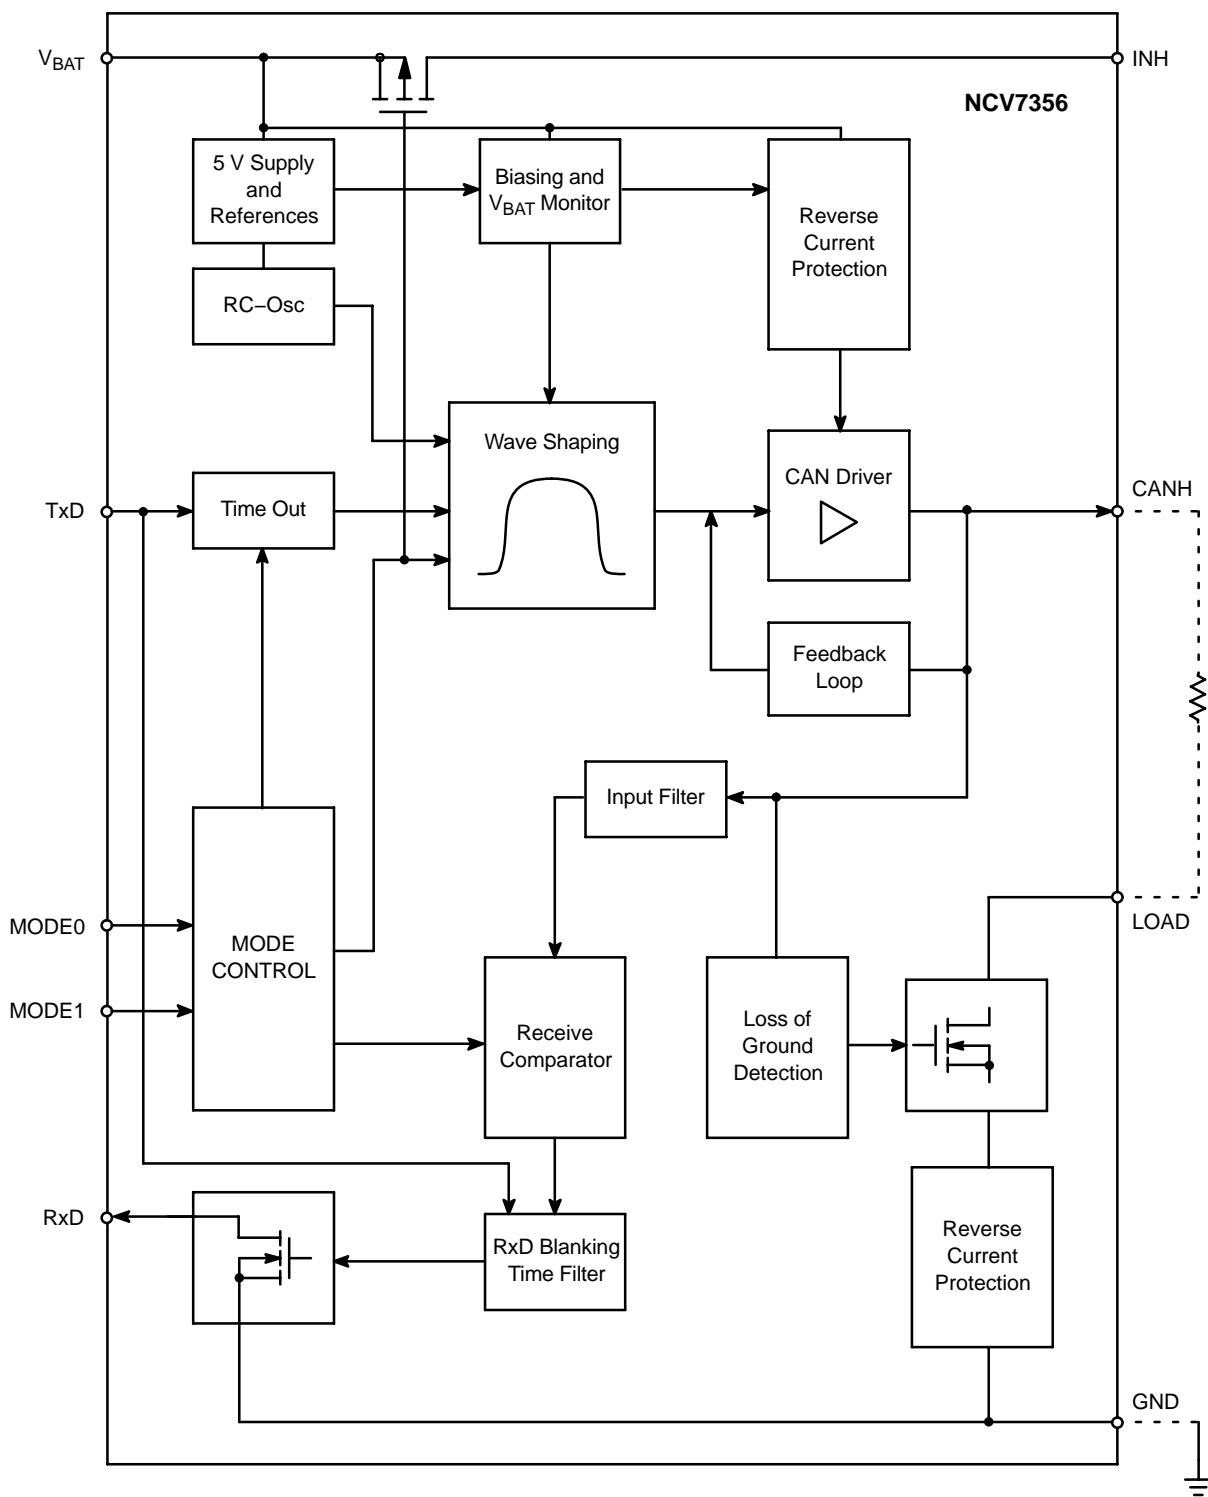 VBAT
INH
NCV7356
5 V Supply
and
References
Biasing and
VBAT Monitor
Reverse
Current
Protection
RC−Osc
Wave Shaping
CAN Driver
CANH
TxD
Time Out
Feedback
Loop
Input Filter
MODE0
MODE1
MODE
CONTROL
LOAD
Receive
Comparator
Loss of
Ground
Detection
RxD
RxD Blanking
Time Filter
Reverse
Current
Protection
GND